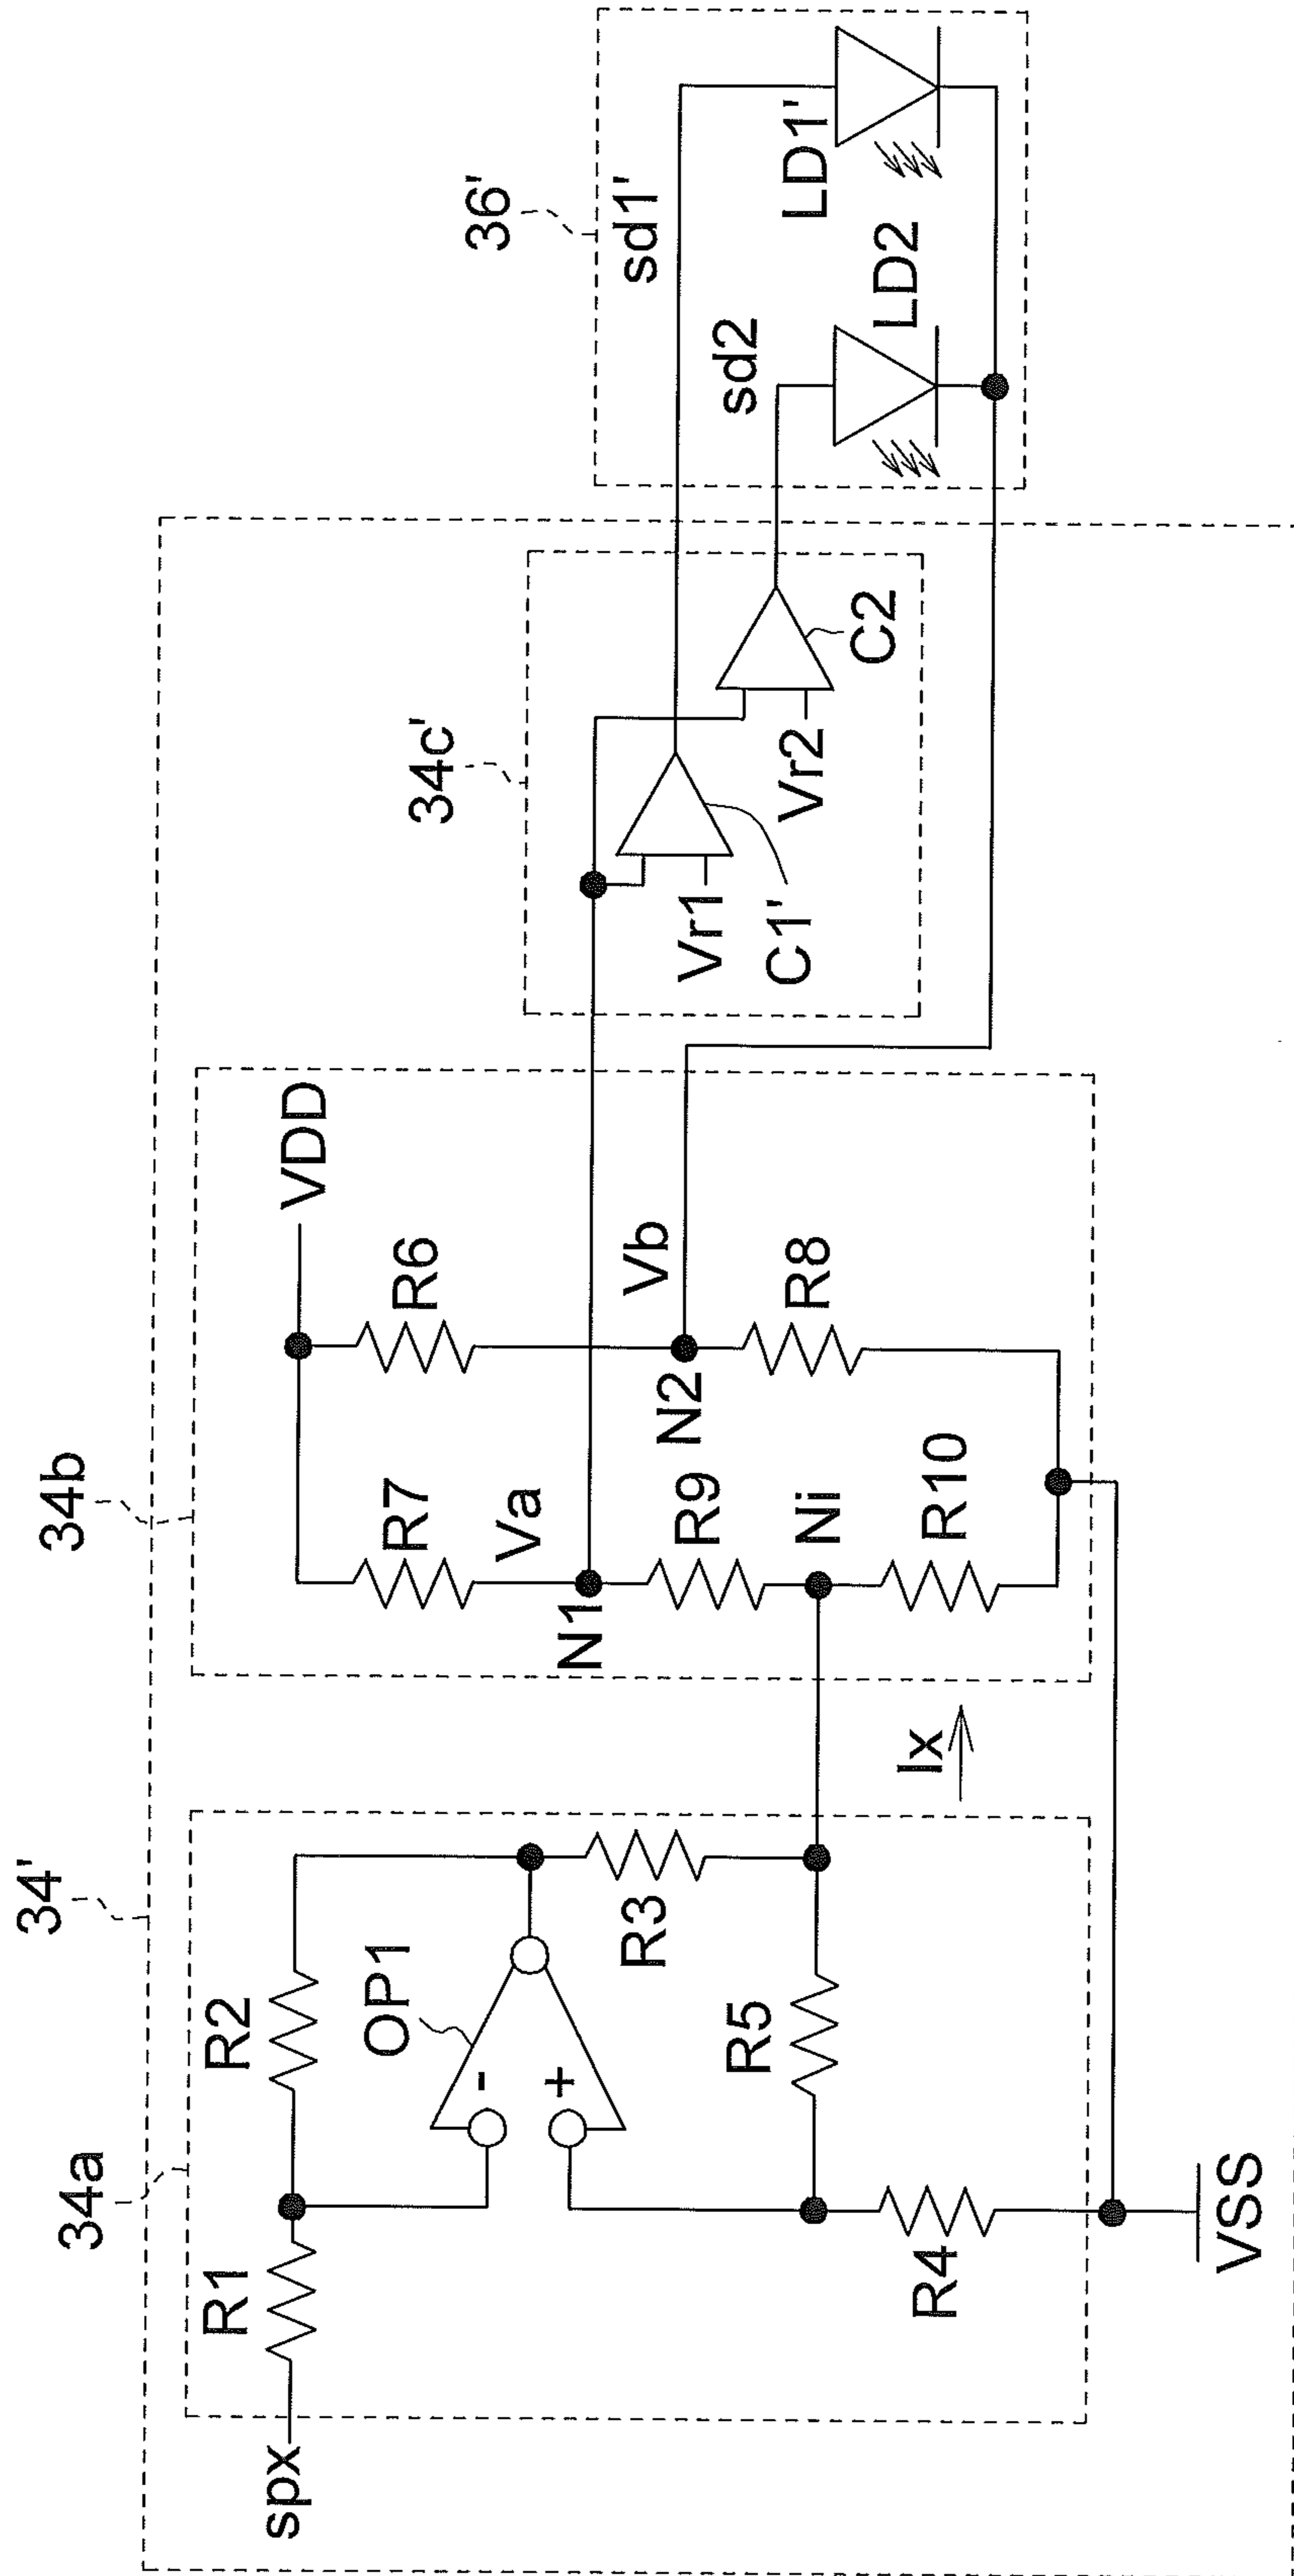 34'
34a
34b
34c'
36'
spx
R1
R2
OP1
-
+
R3
R5
R4
VSS
Ix
VDD
R7
R6
Va
Vb
N1
N2
R9
R8
Ni
R10
Vr1
C1'
Vr2
C2
sd1'
sd2
LD1'
LD2